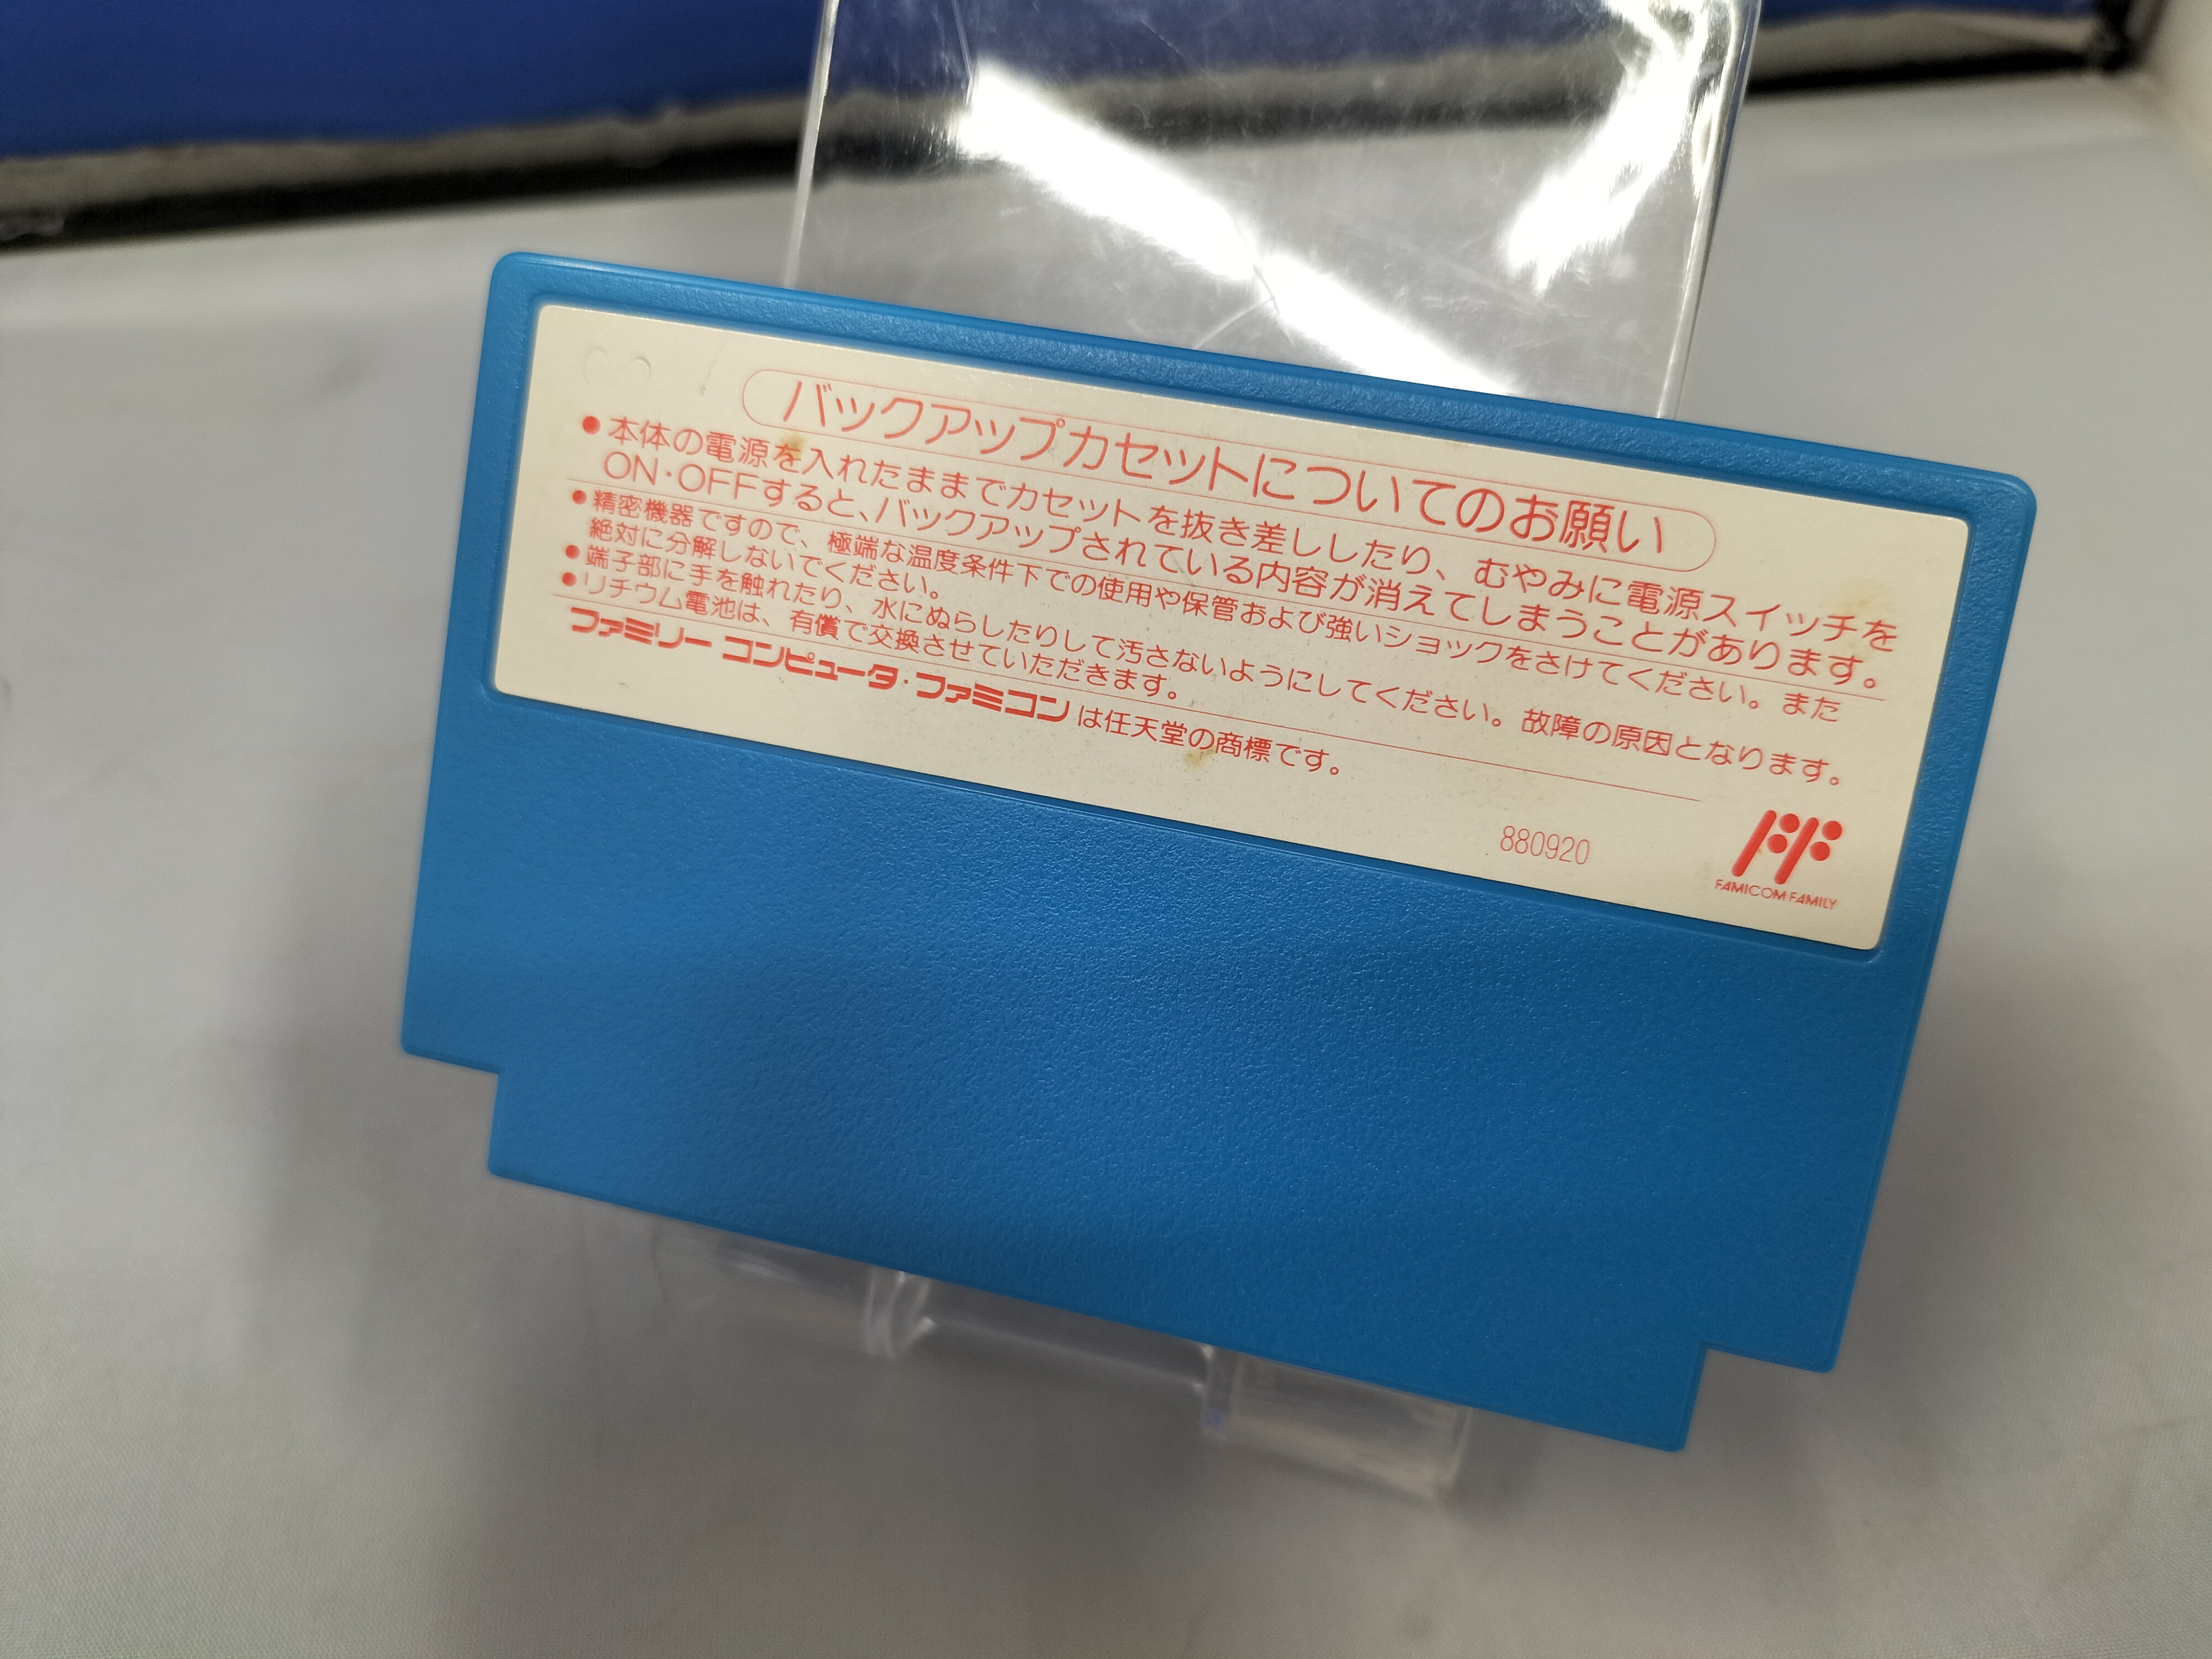 バックアップカセットについてのお願い
●本体の電源を入れたままでカセットを抜き差ししたり、むやみに電源スイッチを
ON・OFFすると、バックアップされている内容が消えてしまうことがあります。
●精密機器ですので、極端な温度条件下での使用や保管および強いショックをさけてください。また
絶対に分解しないでください。
●端子部に手を触れたり、水にぬらしたりして汚さないようにしてください。故障の原因となります。
●リチウム電池は、有償で交換させていただきます。
ファミリーコンピュータ・ファミコンは任天堂の商標です。
880920
FAMICOM FAMILY